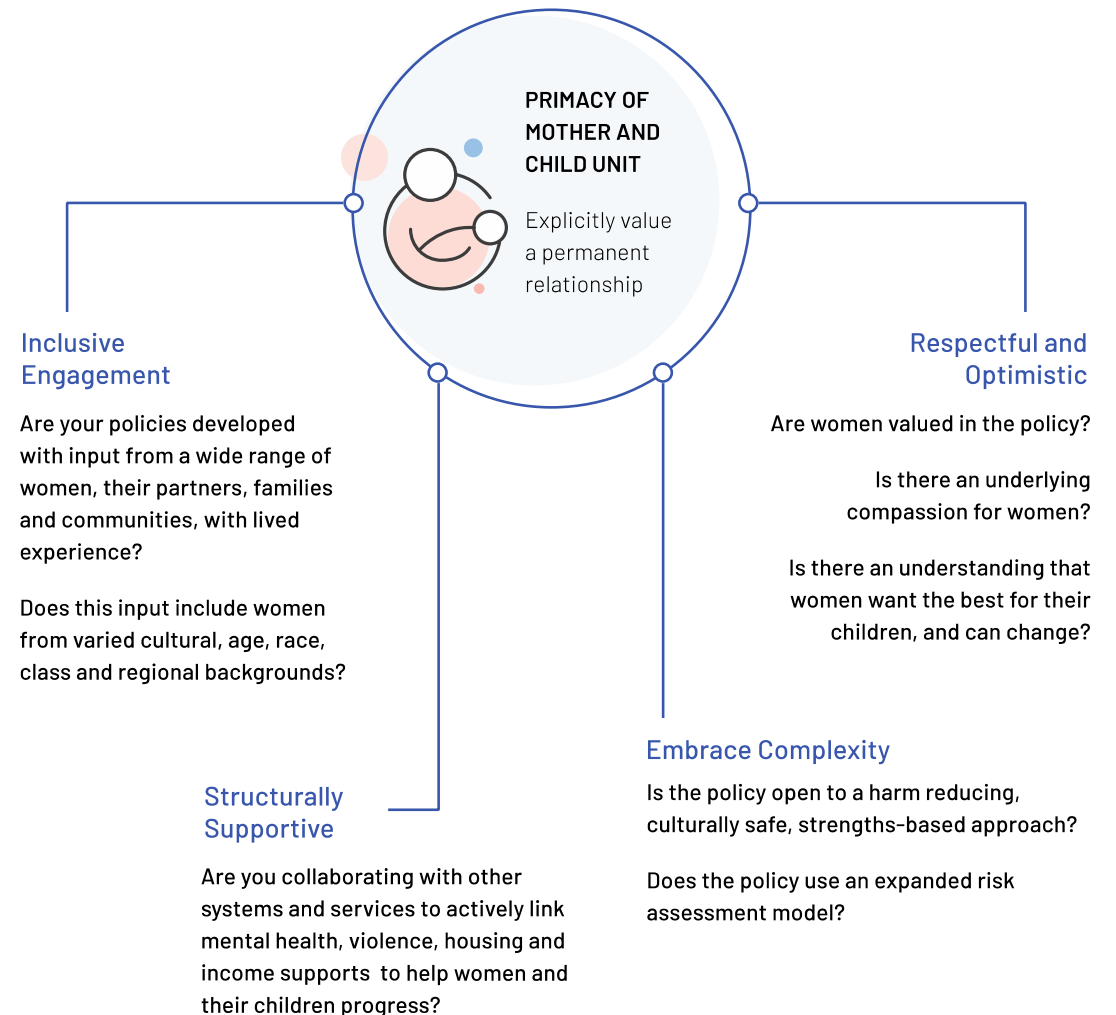 PRIMACY OF
MOTHER AND
CHILD UNIT
Explicitly value
a permanent
relationship
Inclusive
Engagement
Are your policies developed
with input from a wide range of
women, their partners, families
and communities, with lived
experience?
Does this input include women
from varied cultural, age, race,
class and regional backgrounds?
Respectful and
Optimistic
Are women valued in the policy?
Is there an underlying
compassion for women?
Is there an understanding that
women want the best for their
children, and can change?
Structurally
Supportive
Are you collaborating with other
systems and services to actively link
mental health, violence, housing and
income supports  to help women and
their children progress?
Embrace Complexity
Is the policy open to a harm reducing,
culturally safe, strengths-based approach?
Does the policy use an expanded risk
assessment model?